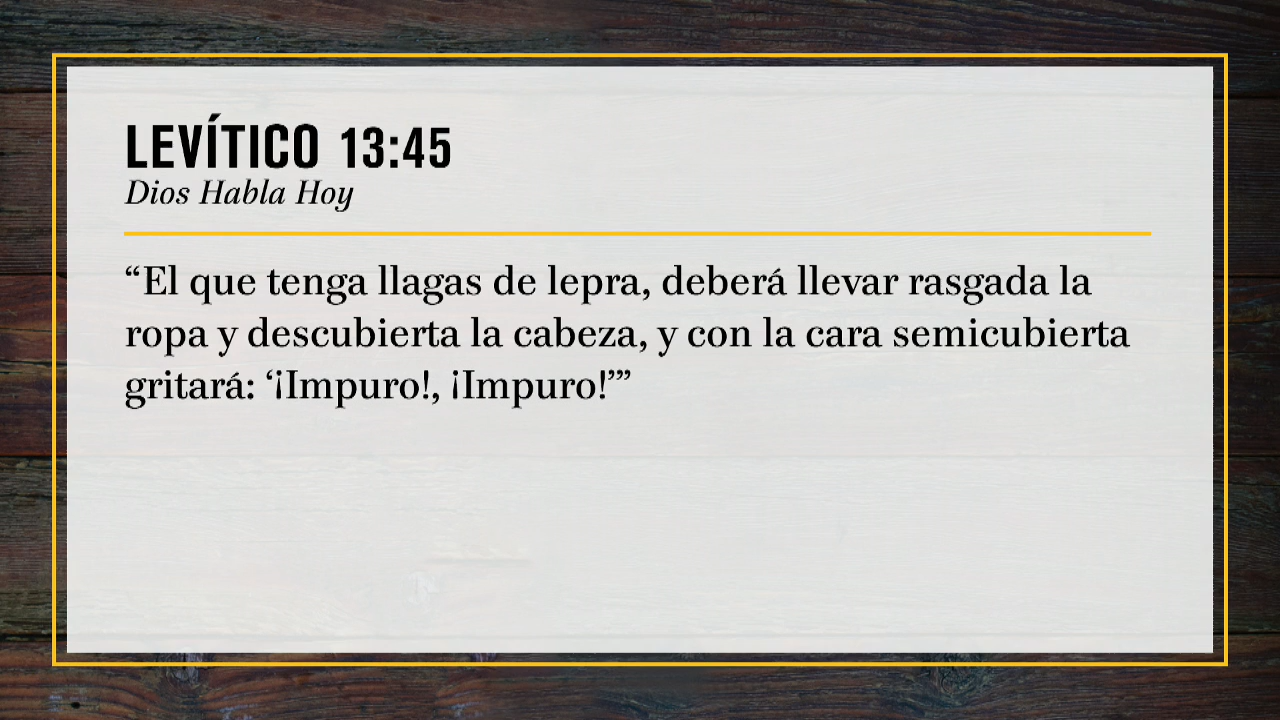 LEVÍTICO 13:45
Dios Habla Hoy
“El que tenga llagas de lepra, deberá llevar rasgada la
ropa y descubierta la cabeza, y con la cara semicubierta
gritará: ‘¡Impuro!, ¡Impuro!’”